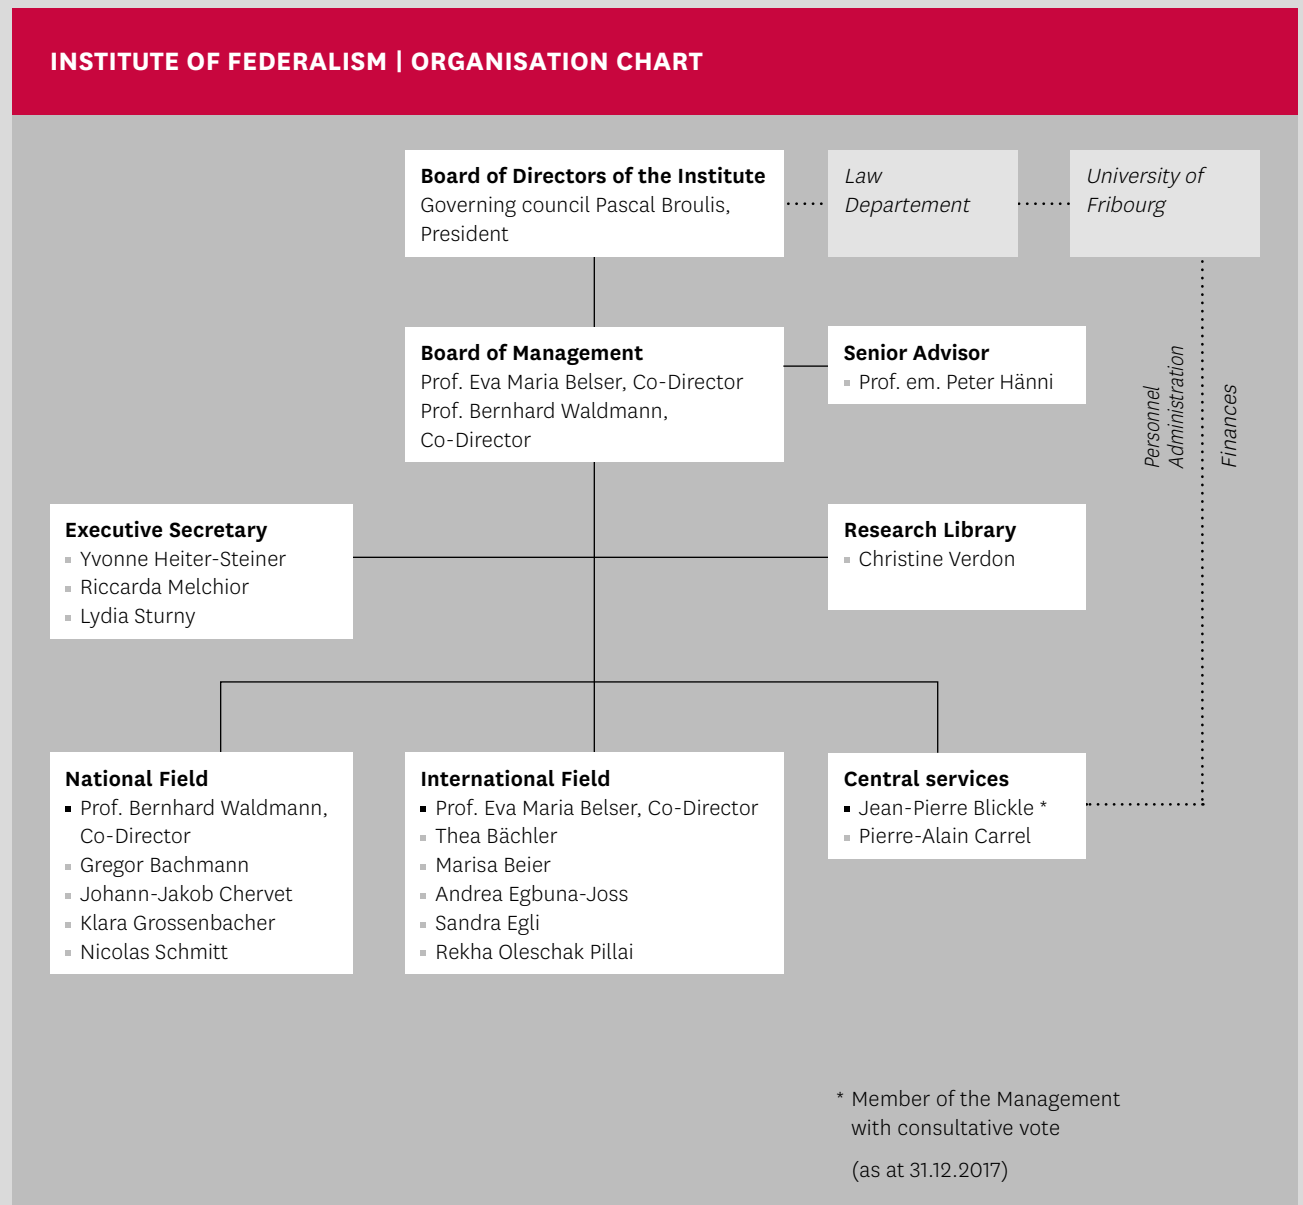 INSTITUTE OF FEDERALISM | ORGANISATION CHART
Board of Directors of the Institute
Governing council Pascal Broulis,
President
Law
Departement
University of
Fribourg
Board of Management
Prof. Eva Maria Belser, Co-Director
Prof. Bernhard Waldmann,
Co-Director
Senior Advisor
Prof. em. Peter Hänni
Personnel
Administration
Finances
Executive Secretary
Yvonne Heiter-Steiner
Riccarda Melchior
Lydia Sturny
Research Library
Christine Verdon
National Field
Prof. Bernhard Waldmann,
Co-Director
Gregor Bachmann
Johann-Jakob Chervet
Klara Grossenbacher
Nicolas Schmitt
International Field
Prof. Eva Maria Belser, Co-Director
Thea Bächler
Marisa Beier
Andrea Egbuna-Joss
Sandra Egli
Rekha Oleschak Pillai
Central services
Jean-Pierre Blickle *
Pierre-Alain Carrel
* Member of the Management
with consultative vote
(as at 31.12.2017)